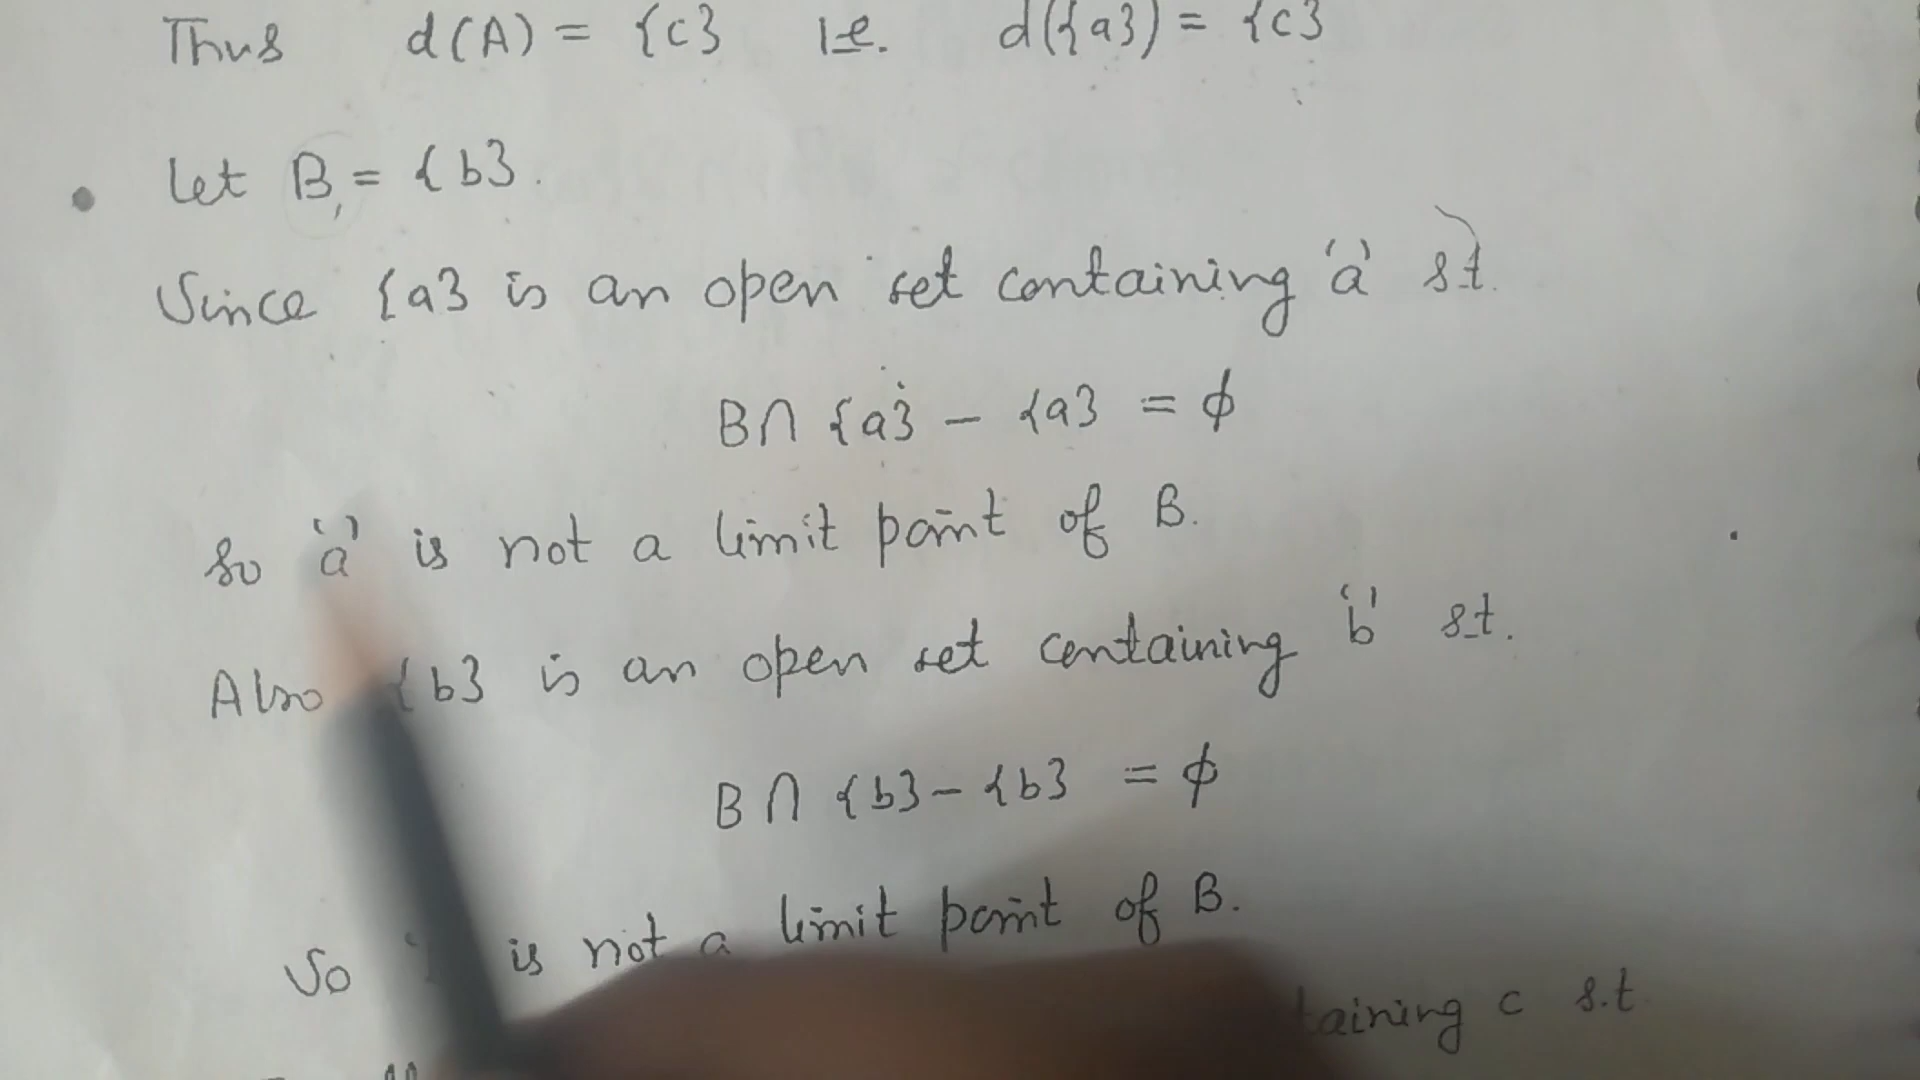 Thus d(A) = {c} i.e. d({a}) = {c}
Let B₁ = {b}.
Since {a} is an open set containing 'a' s.t.
B∩ {a} – {a} = ϕ
So 'a' is not a limit point of B.
Also {b} is an open set containing 'b' s.t.
B ∩ {b} – {b} = ϕ
So is not a limit point of B.
c s.t